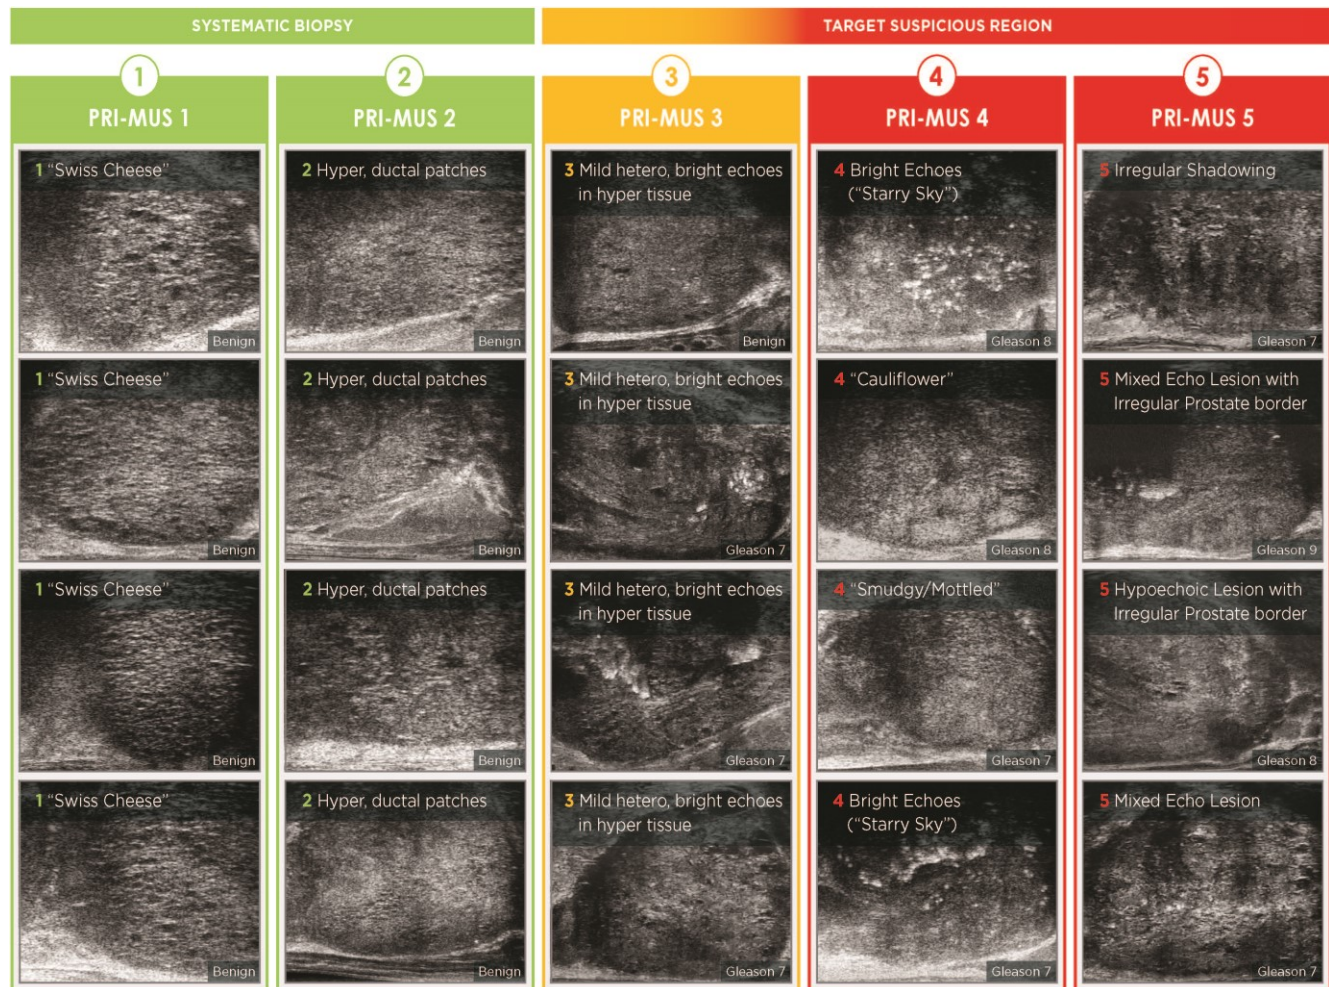 SYSTEMATIC BIOPSY
TARGET SUSPICIOUS REGION
1
2
3
4
5
PRI-MUS 1
PRI-MUS 2
PRI-MUS 3
PRI-MUS 4
PRI-MUS 5
1 “Swiss Cheese”
Benign
2 Hyper, ductal patches
Benign
3 Mild hetero, bright echoes
in hyper tissue
Benign
4 Bright Echoes
(“Starry Sky”)
Gleason 8
5 Irregular Shadowing
Gleason 7
1 “Swiss Cheese”
Benign
2 Hyper, ductal patches
Benign
3 Mild hetero, bright echoes
in hyper tissue
Gleason 7
4 “Cauliflower”
Gleason 8
5 Mixed Echo Lesion with
Irregular Prostate border
Gleason 9
1 “Swiss Cheese”
Benign
2 Hyper, ductal patches
Benign
3 Mild hetero, bright echoes
in hyper tissue
Gleason 7
4 “Smudgy/Mottled”
Gleason 7
5 Hypoechoic Lesion with
Irregular Prostate border
Gleason 8
1 “Swiss Cheese”
Benign
2 Hyper, ductal patches
Benign
3 Mild hetero, bright echoes
in hyper tissue
Gleason 7
4 Bright Echoes
(“Starry Sky”)
Gleason 7
5 Mixed Echo Lesion
Gleason 7